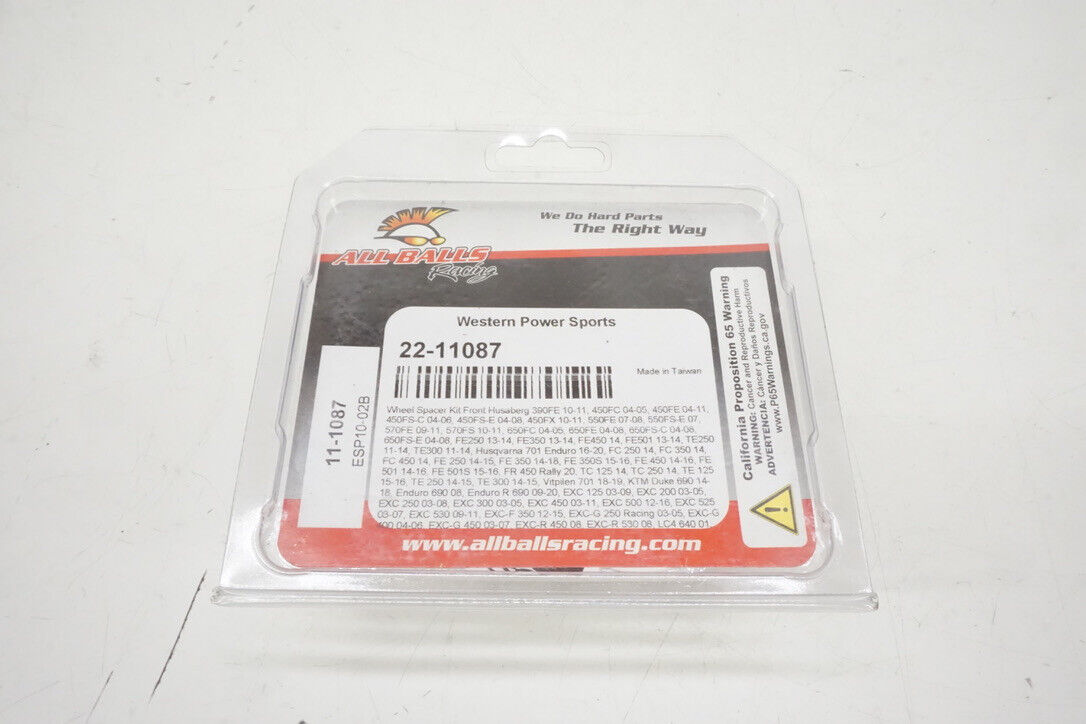 We Do Hard Parts
The Right Way
ALL BALLS
Racing
Western Power Sports
22-11087
Made in Taiwan
Wheel Spacer Kit Front Husaberg 390FE 10-11, 450FC 04-05, 450FE 04-11,
450FS-C 04-06, 450FS-E 04-08, 450FX 10-11, 550FE 07-08, 550FS-E 07,
570FE 09-11, 570FS 10-11, 650FC 04-05, 650FE 04-08, 650FS-C 04-06,
650FS-E 04-08, FE250 13-14, FE350 13-14, FE450 14, FE501 13-14, TE250
11-14, TE300 11-14, Husqvarna 701 Enduro 16-20, FC 250 14, FC 350 14,
FC 450 14, FE 250 14-15, FE 350 14-18, FE 350S 15-16, FE 450 14-16, FE
501 14-16, FE 501S 15-16, FR 450 Rally 20, TC 125 14, TC 250 14, TE 125
15-16, TE 250 14-15, TE 300 14-15, Vitpilen 701 18-19, KTM Duke 690 14-
18, Enduro 690 08, Enduro R 690 09-20, EXC 125 03-09, EXC 200 03-05,
EXC 250 03-08, EXC 300 03-05, EXC 450 03-11, EXC 500 12-16, EXC 525
03-07, EXC 530 09-11, EXC-F 350 12-15, EXC-G 250 Racing 03-05, EXC-G
400 04-06, EXC-G 450 03-07, EXC-R 450 08, EXC-R 530 08, LC4 640 01
www.allballsracing.com
11-1087
ESP10-02B
California Proposition 65 Warning
WARNING: Cancer and Reproductive Harm
ADVERTENCIA: Cáncer y Daños Reproductivos
www.P65Warnings.ca.gov